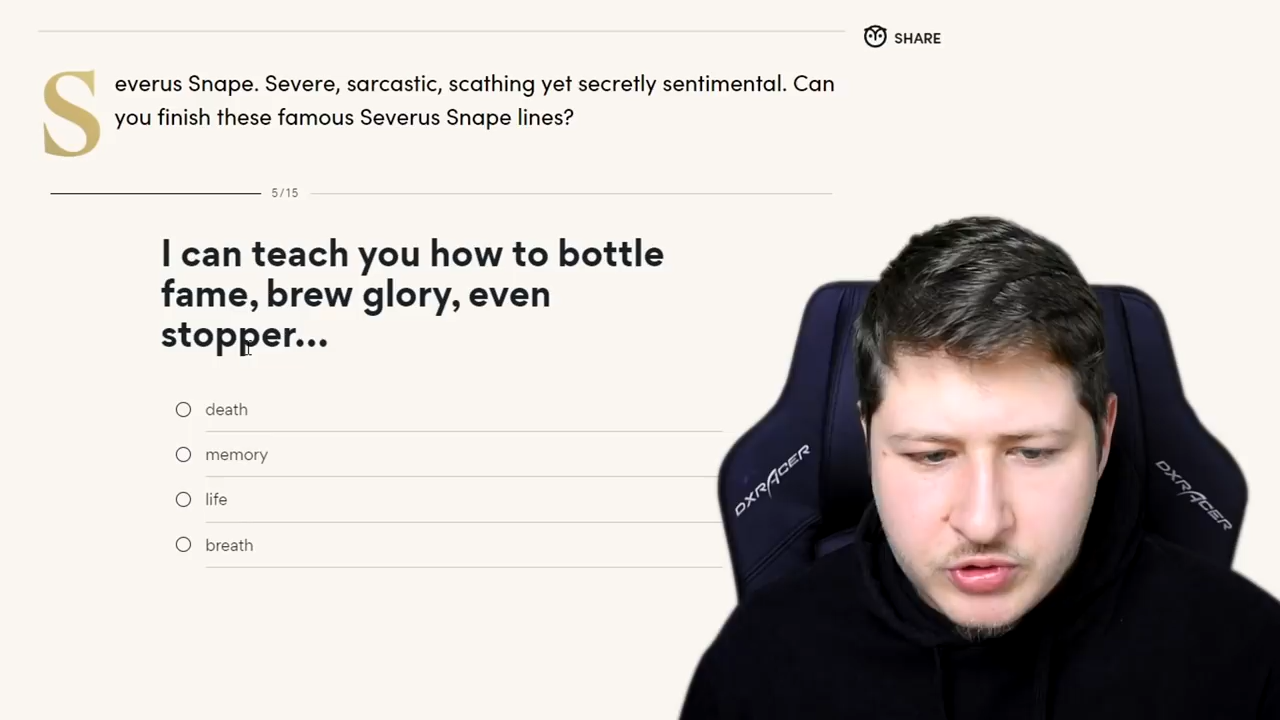 SHARE
Severus Snape. Severe, sarcastic, scathing yet secretly sentimental. Can
you finish these famous Severus Snape lines?
5/15
I can teach you how to bottle
fame, brew glory, even
stopper...
death
memory
life
breath
DXRACER
DXRACER